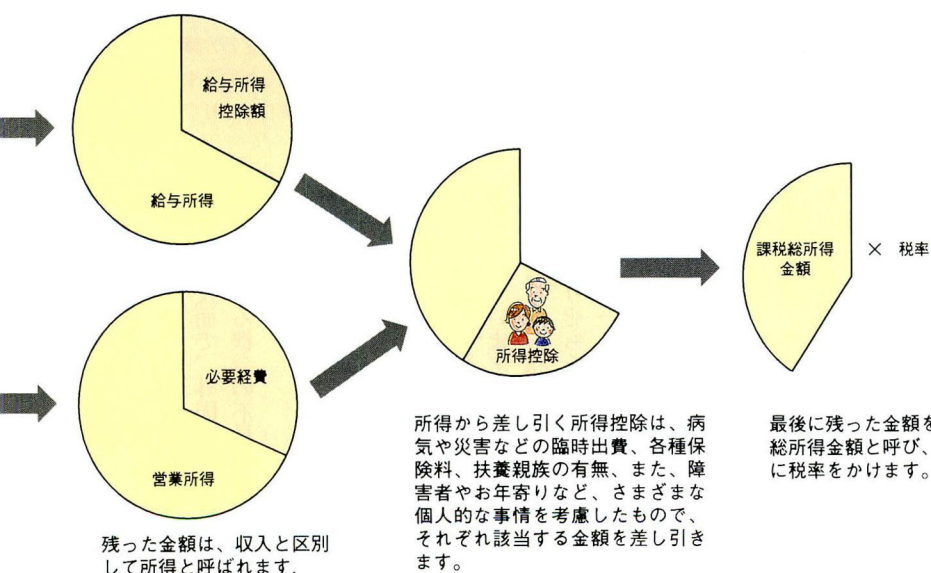 給与所得
控除額
給与所得
必要経費
営業所得
残った金額は、収入と区別
して所得と呼ばれます。
所得控除
所得から差し引く所得控除は、病
気や災害などの臨時出費、各種保
険料、扶養親族の有無、また、障
害者やお年寄りなど、さまざまな
個人的な事情を考慮したもので、
それぞれ該当する金額を差し引き
ます。
課税総所得
金額
× 税率
最後に残った金額を
総所得金額と呼び、
に税率をかけます。